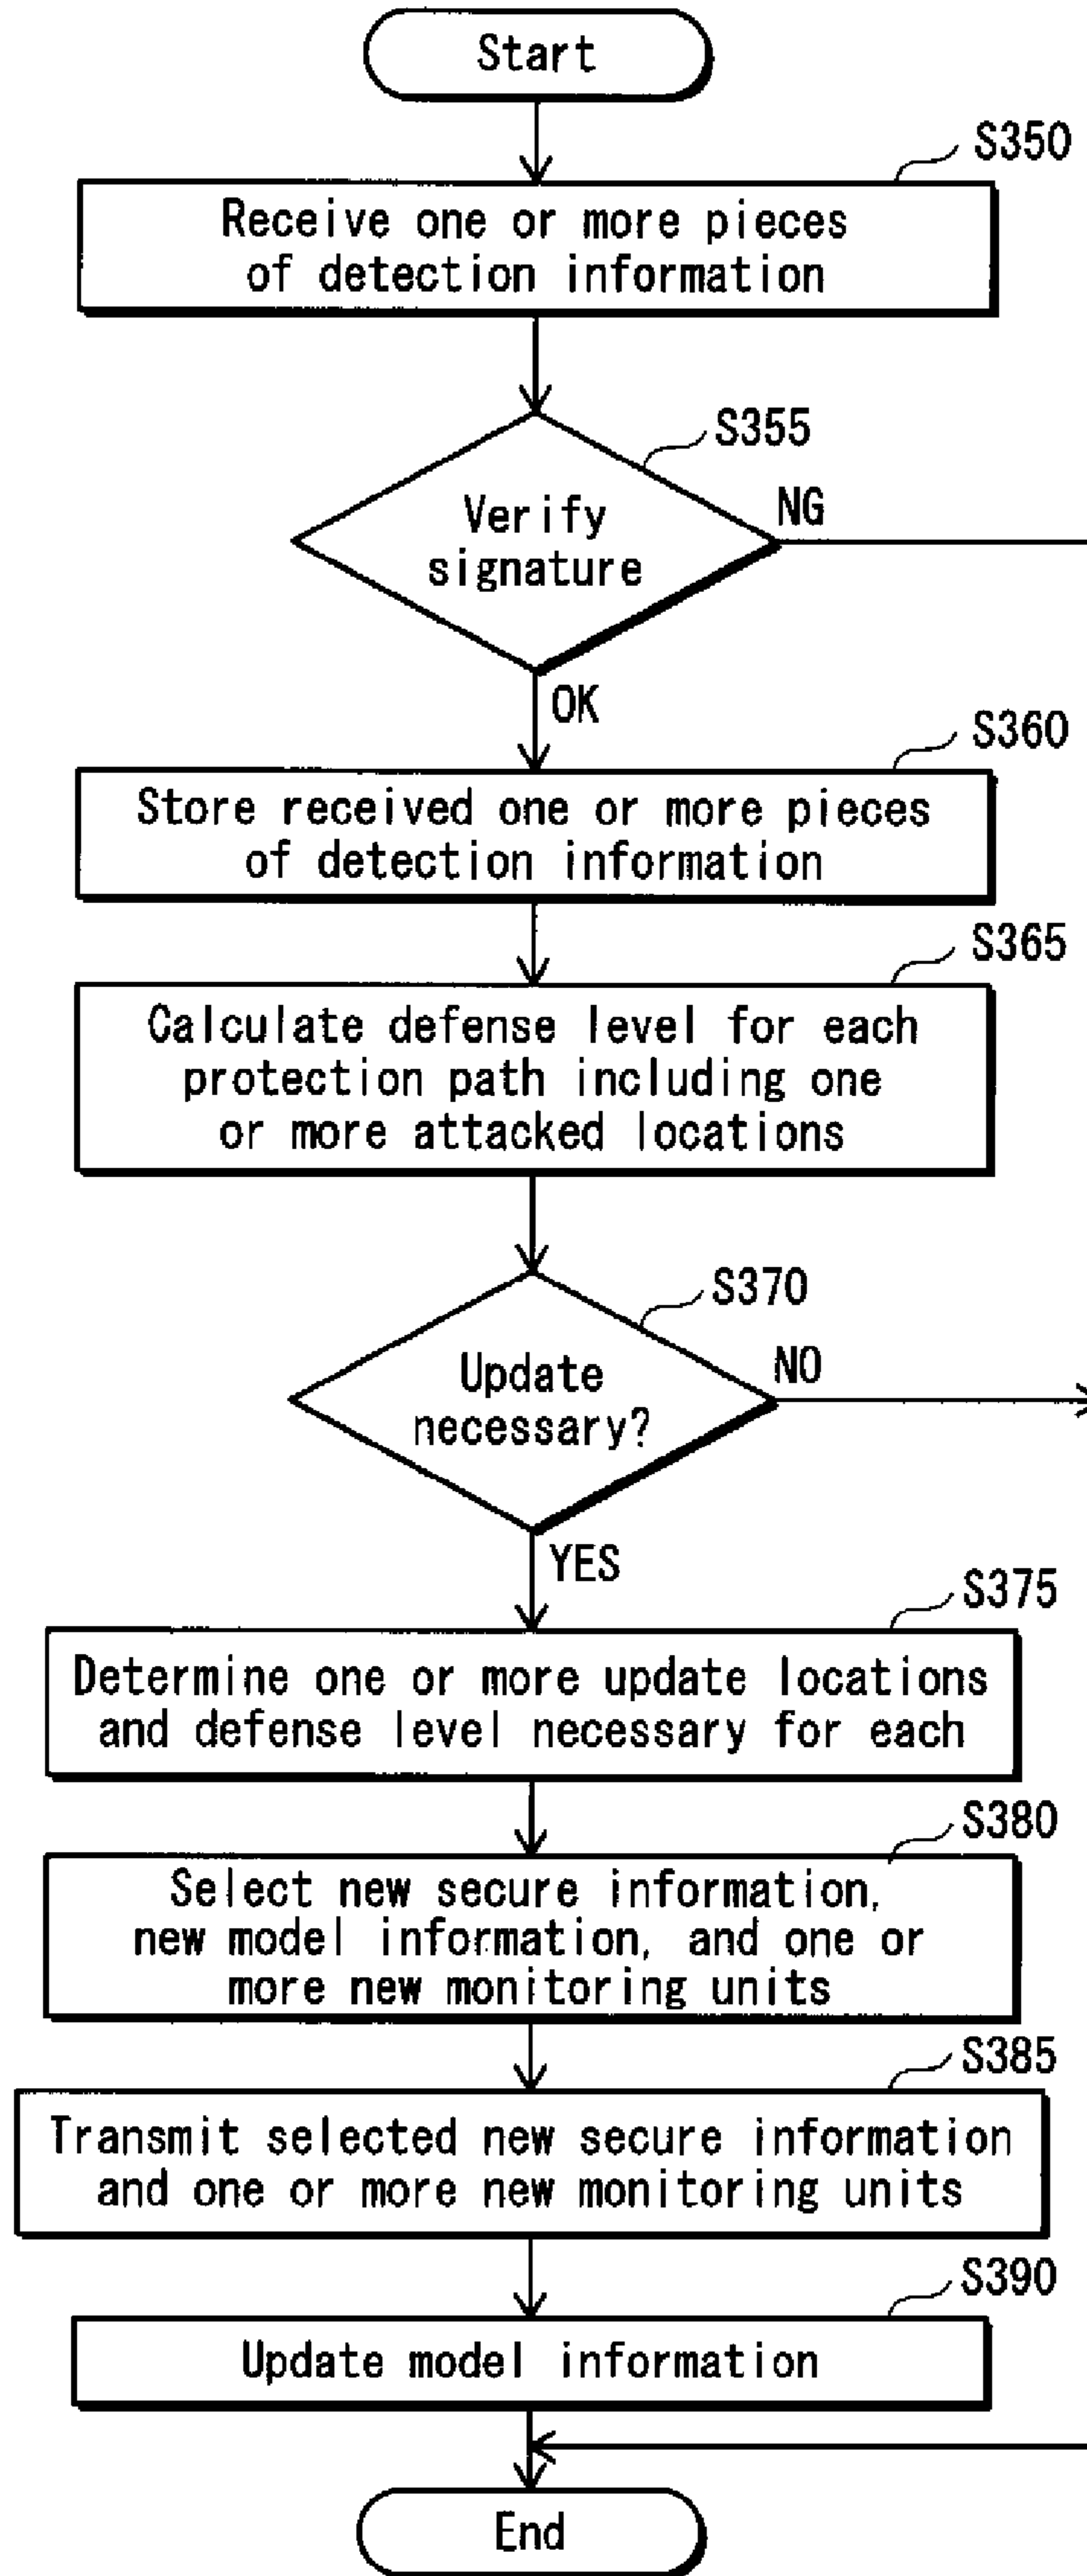 Start
S350
Receive one or more pieces
of detection information
S355
Verify
signature
NG
OK
S360
Store received one or more pieces
of detection information
S365
Calculate defense level for each
protection path including one
or more attacked locations
S370
Update
necessary?
NO
YES
S375
Determine one or more update locations
and defense level necessary for each
S380
Select new secure information,
new model information, and one or
more new monitoring units
S385
Transmit selected new secure information
and one or more new monitoring units
S390
Update model information
End